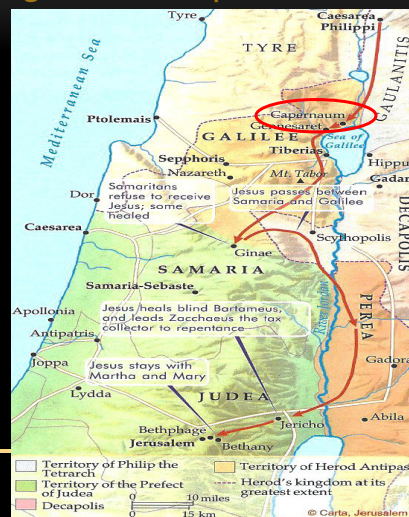 Tyre
Caesarea
Philippi
TYRE
GAULANITIS
Mediterranean Sea
Ptolemais
Capernaum
Gennesaret
GALILEE
Sea of
Galilee
Tiberias
Sepphoris
Hippu
Nazareth
Mt. Tabor
Gadar
Samaritans
refuse to receive
Jesus; some
healed
Jesus passes between
Samaria and Galilee
Dor
DECAPOLIS
Caesarea
Scythopolis
Ginae
SAMARIA
Samaria-Sebaste
PEREA
River Jordan
Jesus heals blind Bartameus,
and leads Zacchaeus the tax
collector to repentance
Apollonia
Antipatris
Joppa
Gadora
Jesus stays with
Martha and Mary
Lydda
JUDEA
Abila
Jericho
Bethphage
Jerusalem
Bethany
Territory of Philip the
Tetrarch
Territory of the Prefect
of Judea
Decapolis
Territory of Herod Antipas
Herod's kingdom at its
greatest extent
0 10 miles
0 15 km
© Carta, Jerusalem